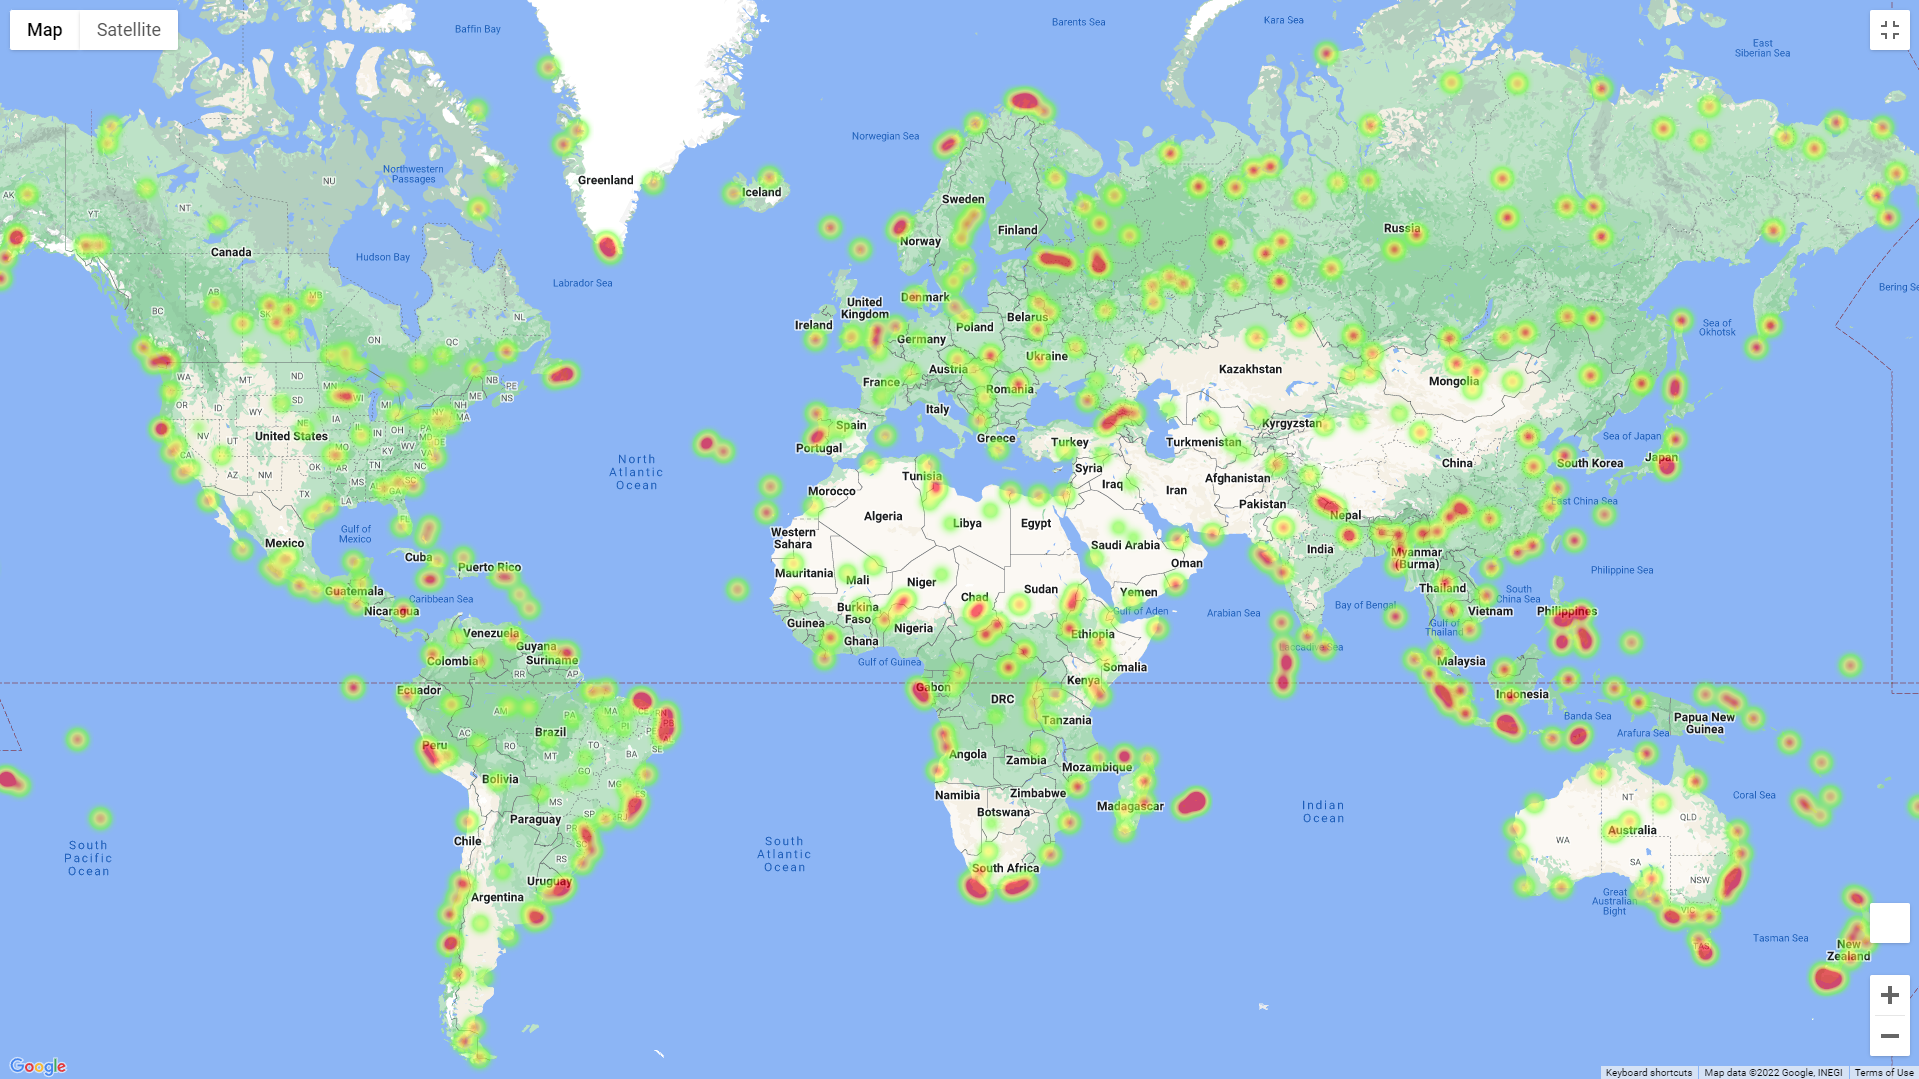 Map
Satellite
Baffin Bay
Barents Sea
Kara Sea
East
Siberian Sea
Norwegian Sea
Northwestern
Passages
Greenland
Iceland
AK
YT
NT
NU
Canada
Hudson Bay
Labrador Sea
Sweden
Norway
Finland
Russia
Bering Se
Sea of
Okhotsk
AB
SK
MB
BC
ON
QC
NL
NB
PE
NS
United
Kingdom
Ireland
Denmark
Belarus
Poland
Germany
Ukraine
Austria
France
Romania
Kazakhstan
Mongolia
WA
MT
ND
MN
OR
ID
SD
WI
MI
WY
IA
NE
NY
NH
MA
NV
UT
IL
IN
OH
PA
MD
DE
United States
CA
KS
KY
WV
VA
AZ
NM
OK
AR
TN
NC
SC
MS
AL
GA
TX
LA
FL
Italy
Spain
Portugal
Greece
Turkey
Kyrgyzstan
Turkmenistan
Sea of Japan
Japan
South Korea
China
North
Atlantic
Ocean
Tunisia
Syria
Iraq
Iran
Afghanistan
Pakistan
Morocco
Algeria
Libya
Egypt
Nepal
East China Sea
Gulf of
Mexico
Mexico
Western
Sahara
Saudi Arabia
India
Myanmar
(Burma)
Oman
Cuba
Puerto Rico
Mauritania
Mali
Niger
Sudan
Chad
Yemen
Thailand
Philippine Sea
Guatemala
Caribbean Sea
Nicaragua
Burkina
Faso
Guinea
Ghana
Nigeria
Gulf of Aden
Arabian Sea
Bay of Bengal
South
China Sea
Vietnam
Philippines
Gulf of
Thailand
Venezuela
Guyana
Suriname
Colombia
RR
AP
Gulf of Guinea
Ethiopia
Somalia
Laccadive Sea
Malaysia
Indonesia
Ecuador
Gabon
DRC
Kenya
Tanzania
Banda Sea
Papua New
Guinea
Arafura Sea
AM
PA
MA
CE
RN
PB
PI
PE
AL
SE
Brazil
AC
RO
TO
BA
MT
Peru
Bolivia
GO
MG
ES
MS
SP
RJ
PR
SC
RS
Angola
Zambia
Mozambique
Namibia
Zimbabwe
Botswana
Madagascar
Indian
Ocean
Coral Sea
NT
QLD
WA
Australia
SA
NSW
VIC
TAS
Paraguay
Chile
Uruguay
Argentina
South
Pacific
Ocean
South
Atlantic
Ocean
South Africa
Great
Australian
Bight
Tasman Sea
New
Zealand
Google
Keyboard shortcuts
Map data ©2022 Google, INEGI
Terms of Use